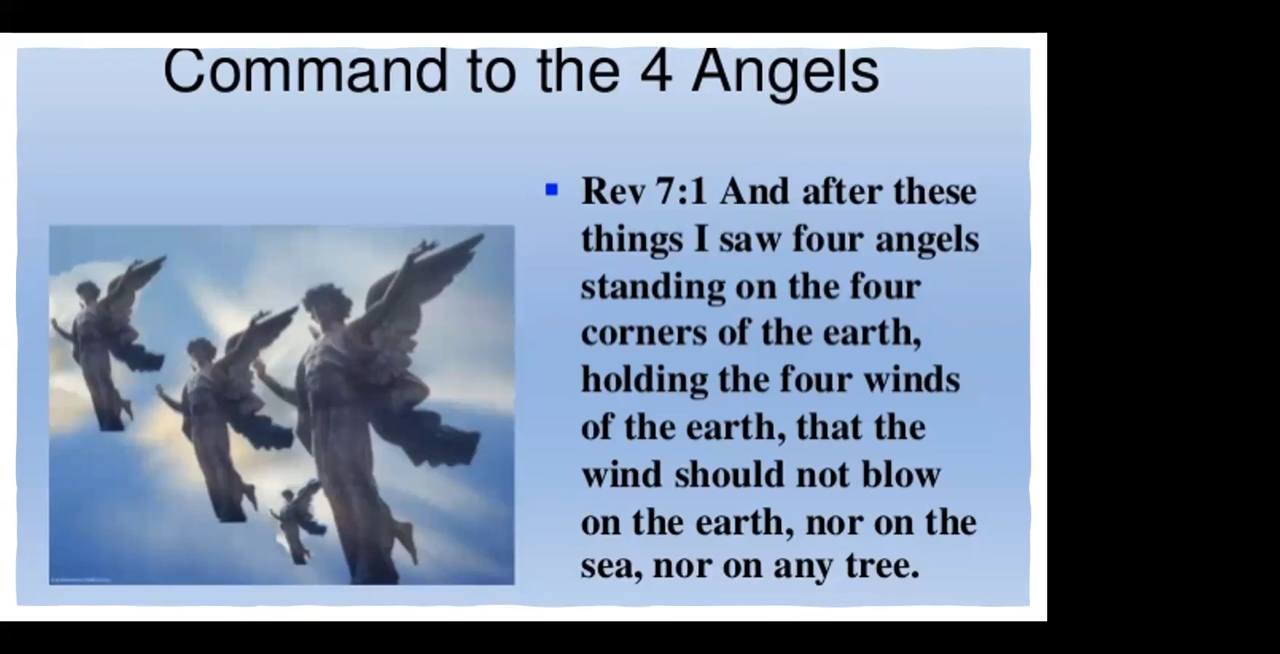 Command to the 4 Angels
Rev 7:1 And after these
things I saw four angels
standing on the four
corners of the earth,
holding the four winds
of the earth, that the
wind should not blow
on the earth, nor on the
sea, nor on any tree.